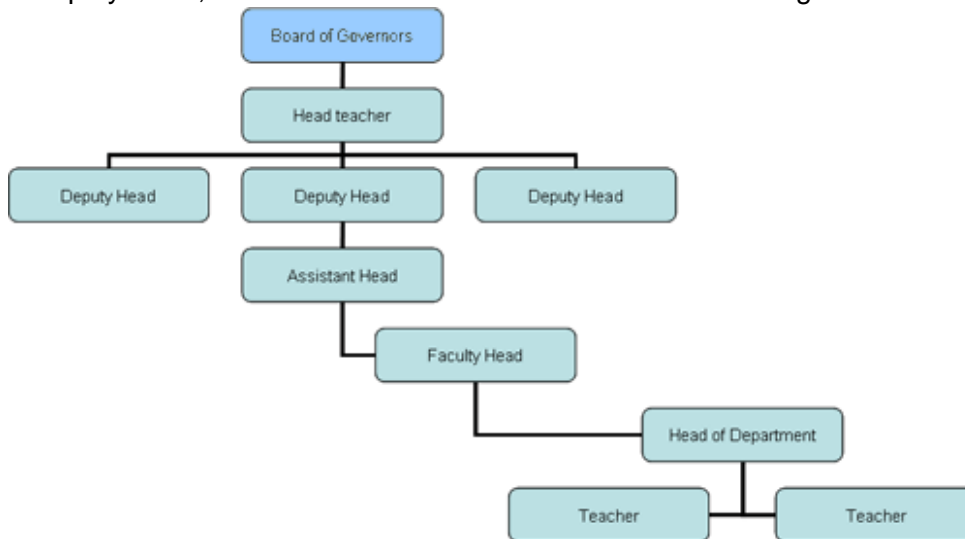 Board of Governors
Head teacher
Deputy Head
Deputy Head
Deputy Head
Assistant Head
Faculty Head
Head of Department
Teacher
Teacher